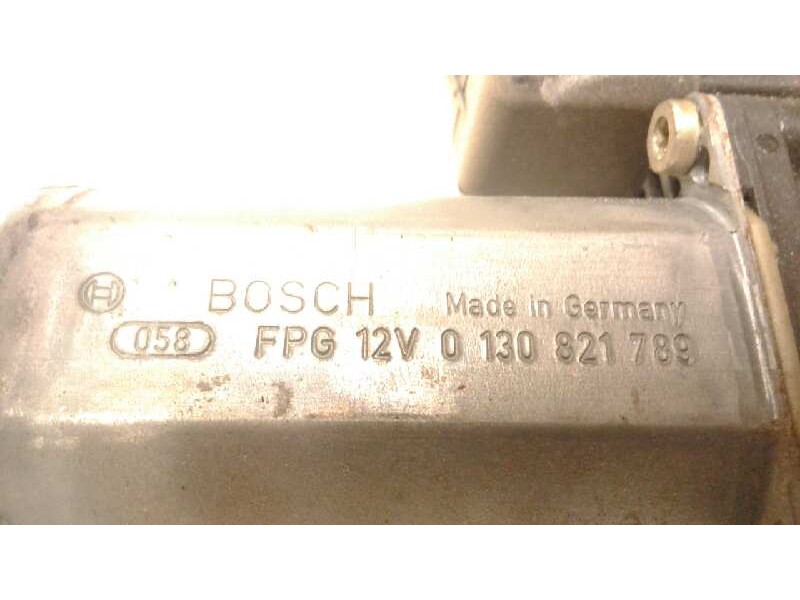 BOSCH Made in Germany
058 FPG 12V 0 130 821 789